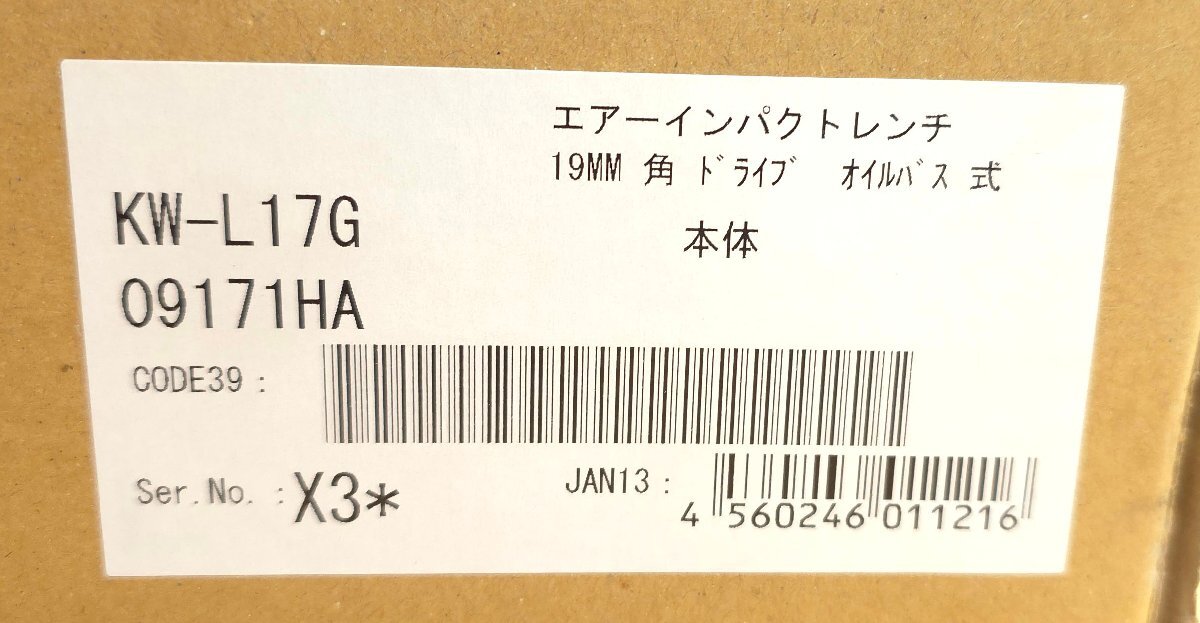 エアーインパクトレンチ
19MM 角 ﾄﾞﾗｲﾌﾞ ｵｲﾙﾊﾞｽ 式
本体
KW-L17G
09171HA
CODE39 :
Ser.No. :X3*
JAN13 :
4 560246 011216